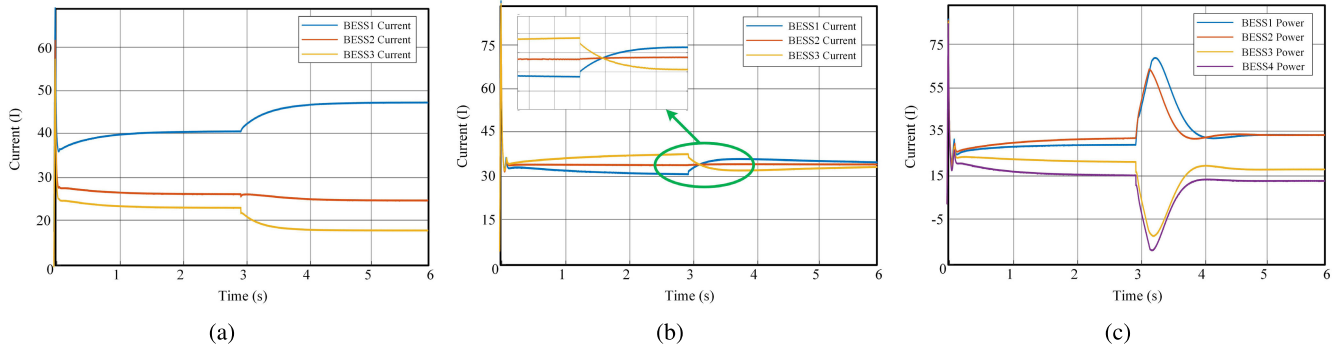 BESS1 Current
BESS2 Current
BESS3 Current
60
50
40
30
20
0
1
2
3
4
5
6
Current (I)
Time (s)
(a)
BESS1 Current
BESS2 Current
BESS3 Current
75
60
45
30
15
0
1
2
3
4
5
6
Current (I)
Time (s)
(b)
BESS1 Power
BESS2 Power
BESS3 Power
BESS4 Power
75
55
35
15
-5
0
1
2
3
4
5
6
Current (I)
Time (s)
(c)